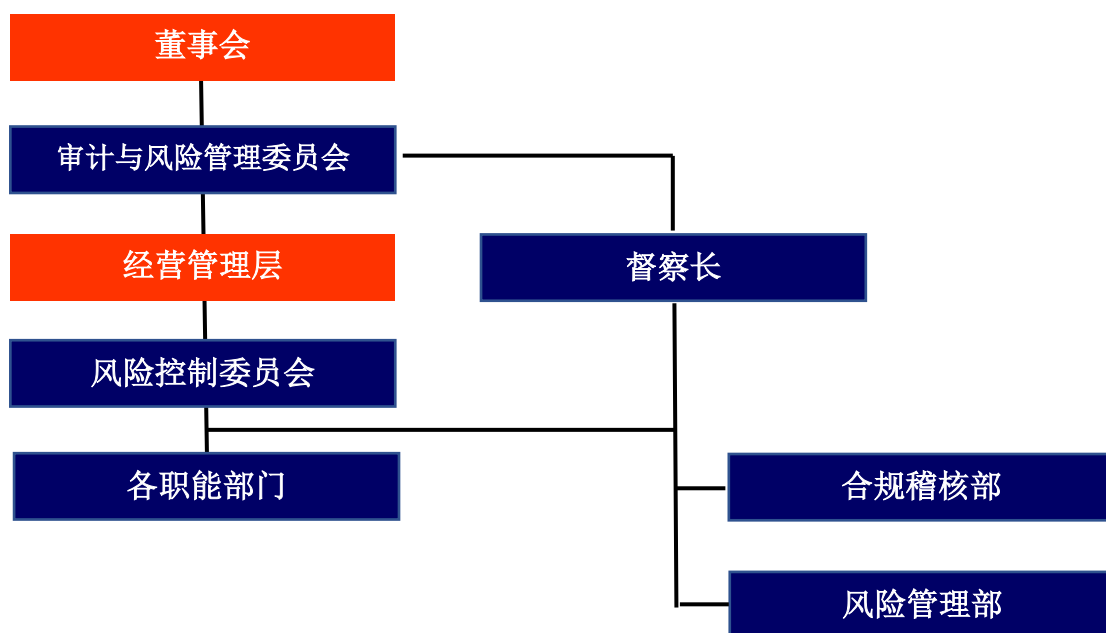 董事会
审计与风险管理委员会
经营管理层
督察长
风险控制委员会
各职能部门
合规稽核部
风险管理部